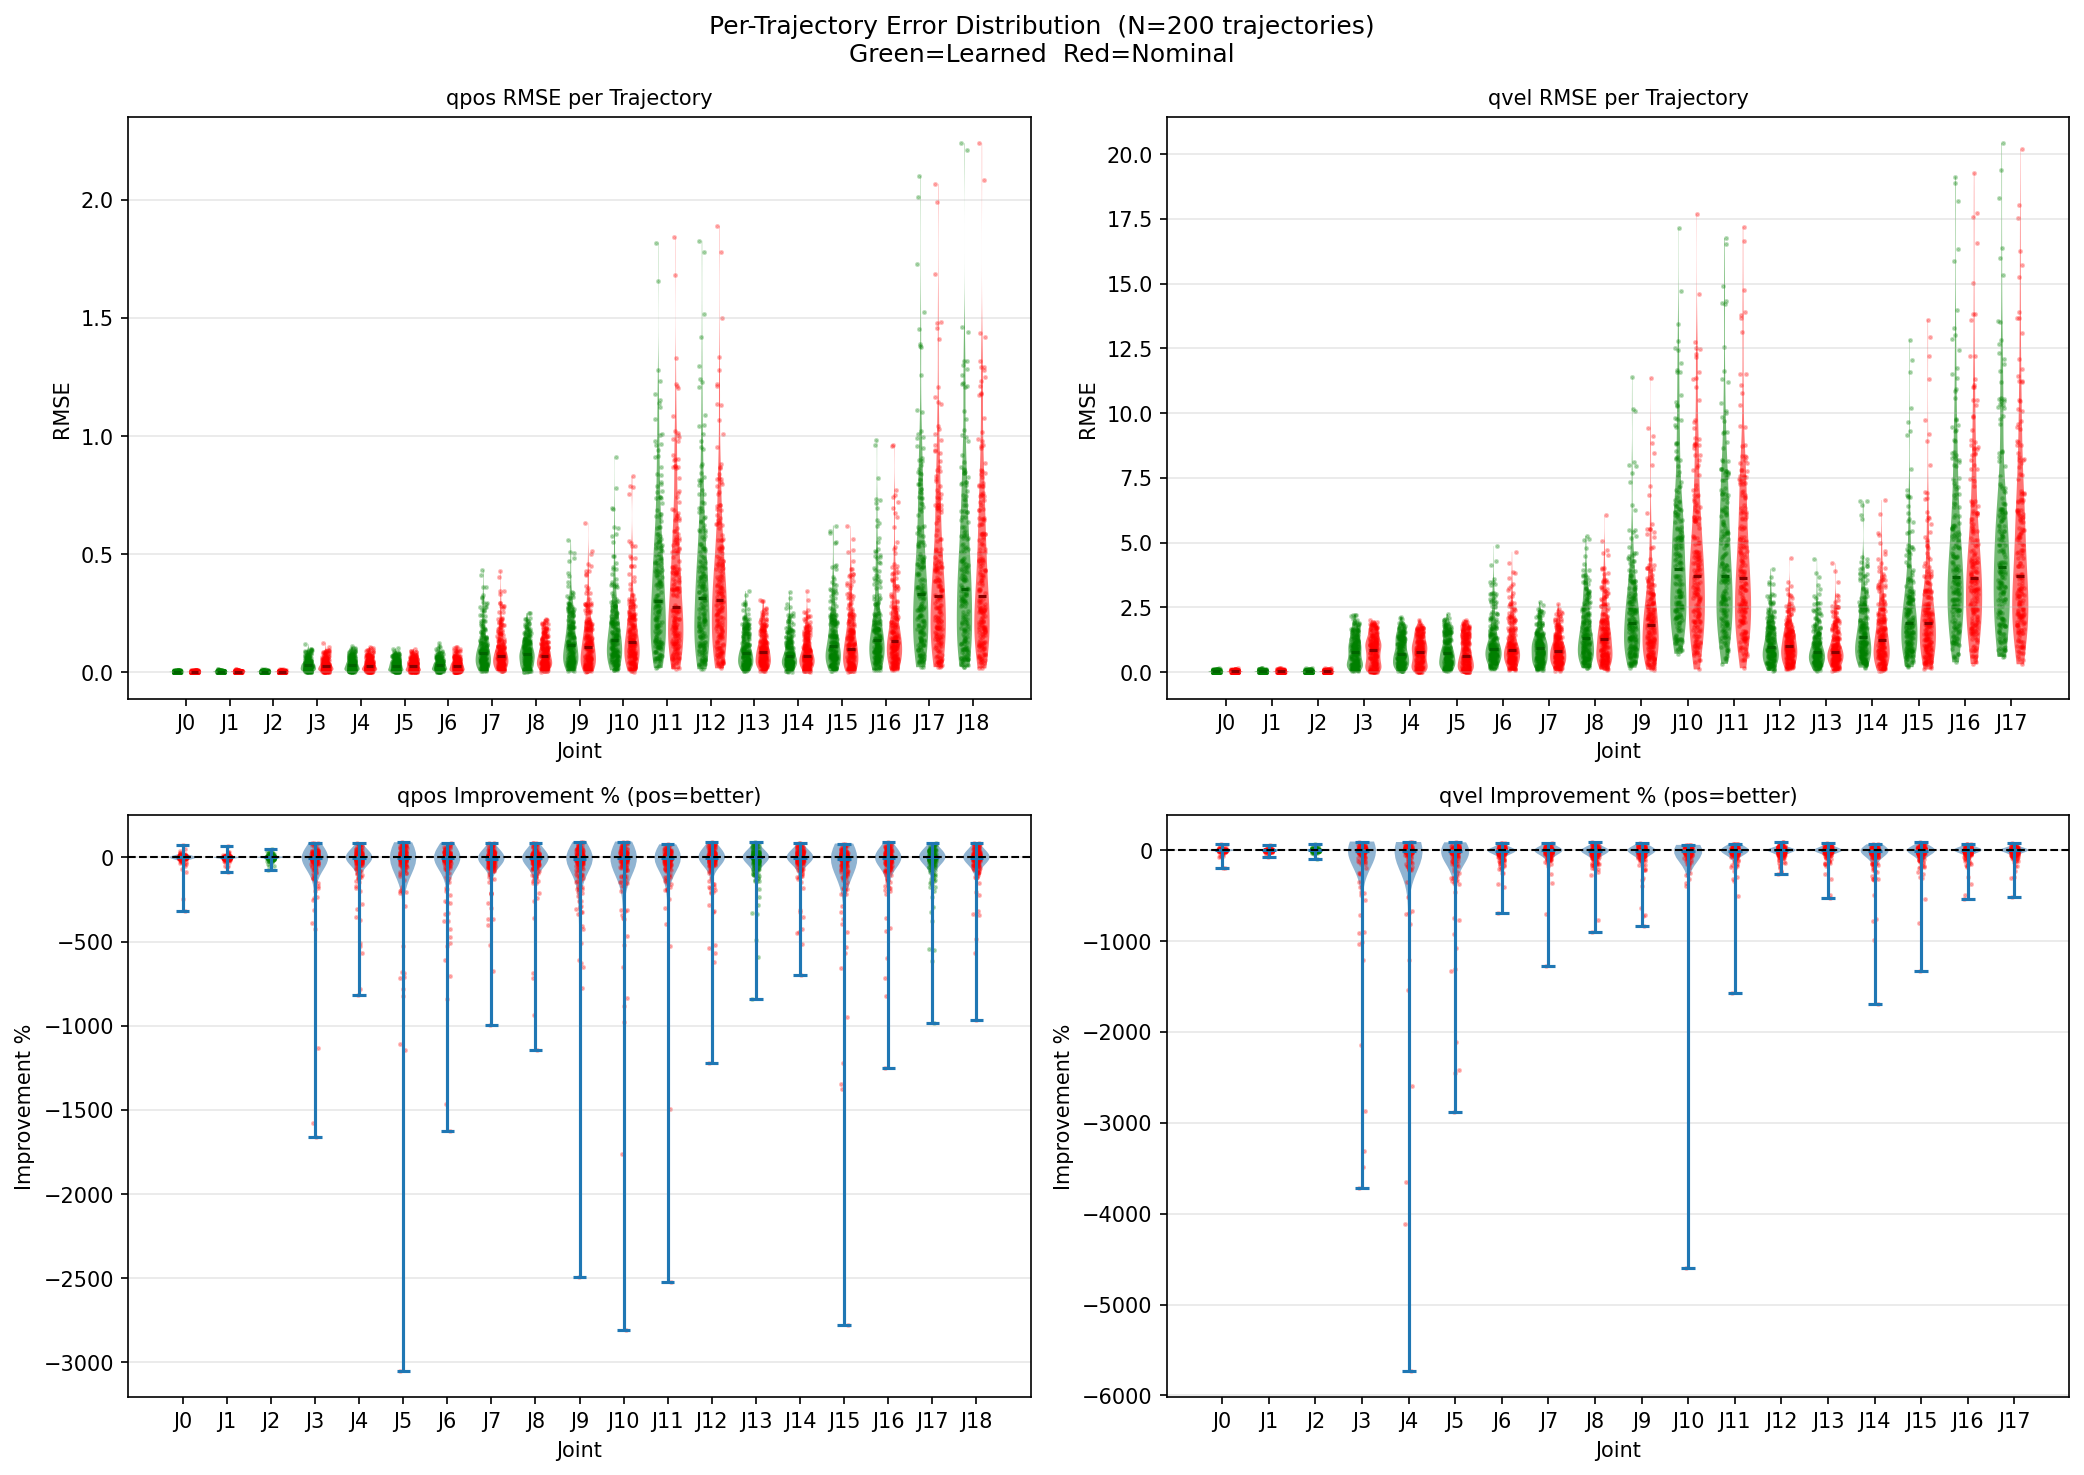 Per-Trajectory Error Distribution  (N=200 trajectories)
Green=Learned  Red=Nominal
qpos RMSE per Trajectory
RMSE
2.0
1.5
1.0
0.5
0.0
J0 J1 J2 J3 J4 J5 J6 J7 J8 J9 J10 J11 J12 J13 J14 J15 J16 J17 J18
Joint
qvel RMSE per Trajectory
RMSE
20.0
17.5
15.0
12.5
10.0
7.5
5.0
2.5
0.0
J0 J1 J2 J3 J4 J5 J6 J7 J8 J9 J10 J11 J12 J13 J14 J15 J16 J17
Joint
qpos Improvement % (pos=better)
Improvement %
0
−500
−1000
−1500
−2000
−2500
−3000
J0 J1 J2 J3 J4 J5 J6 J7 J8 J9 J10 J11 J12 J13 J14 J15 J16 J17 J18
Joint
qvel Improvement % (pos=better)
Improvement %
0
−1000
−2000
−3000
−4000
−5000
−6000
J0 J1 J2 J3 J4 J5 J6 J7 J8 J9 J10 J11 J12 J13 J14 J15 J16 J17
Joint